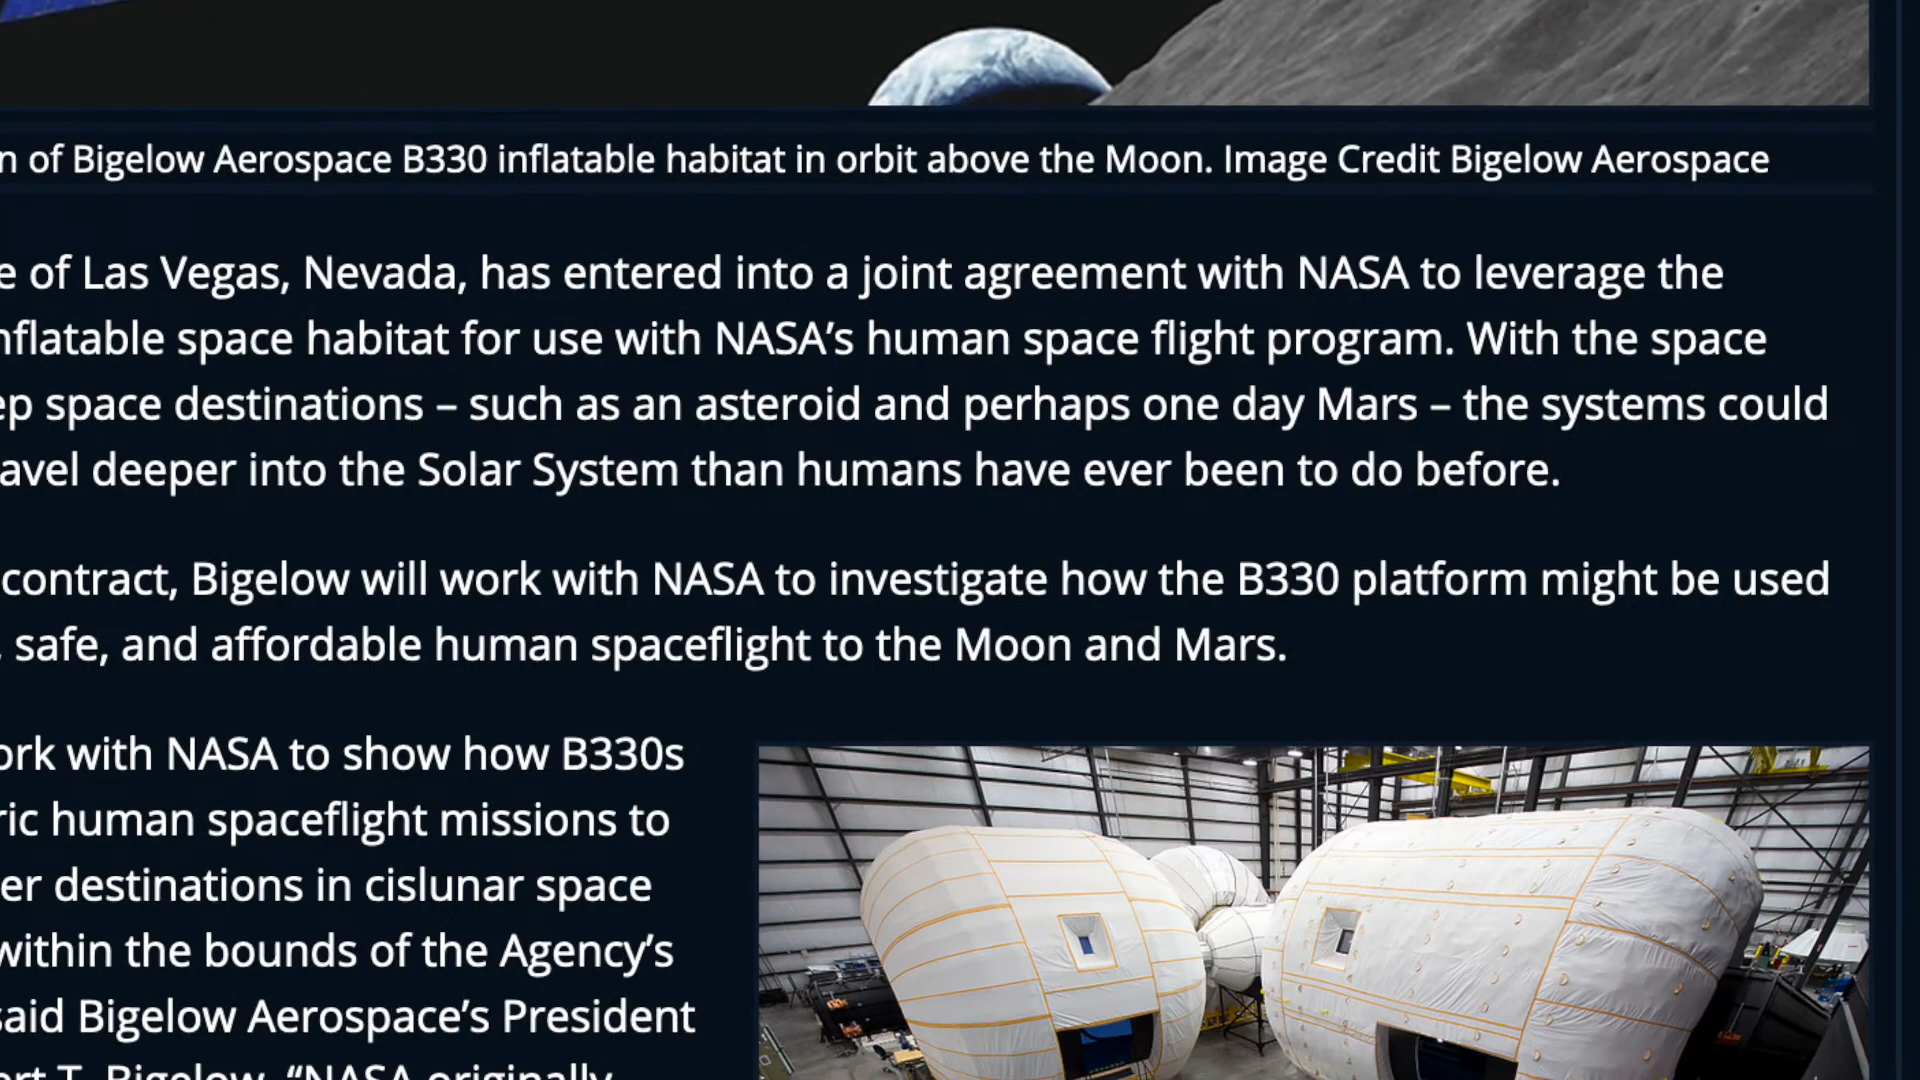 of Bigelow Aerospace B330 inflatable habitat in orbit above the Moon. Image Credit Bigelow Aerospace
of Las Vegas, Nevada, has entered into a joint agreement with NASA to leverage the
nflatable space habitat for use with NASA’s human space flight program. With the space
ep space destinations – such as an asteroid and perhaps one day Mars – the systems could
avel deeper into the Solar System than humans have ever been to do before.
contract, Bigelow will work with NASA to investigate how the B330 platform might be used
, safe, and affordable human spaceflight to the Moon and Mars.
ork with NASA to show how B330s
ric human spaceflight missions to
er destinations in cislunar space
within the bounds of the Agency’s
said Bigelow Aerospace’s President
ert T. Bigelow. “NASA originally